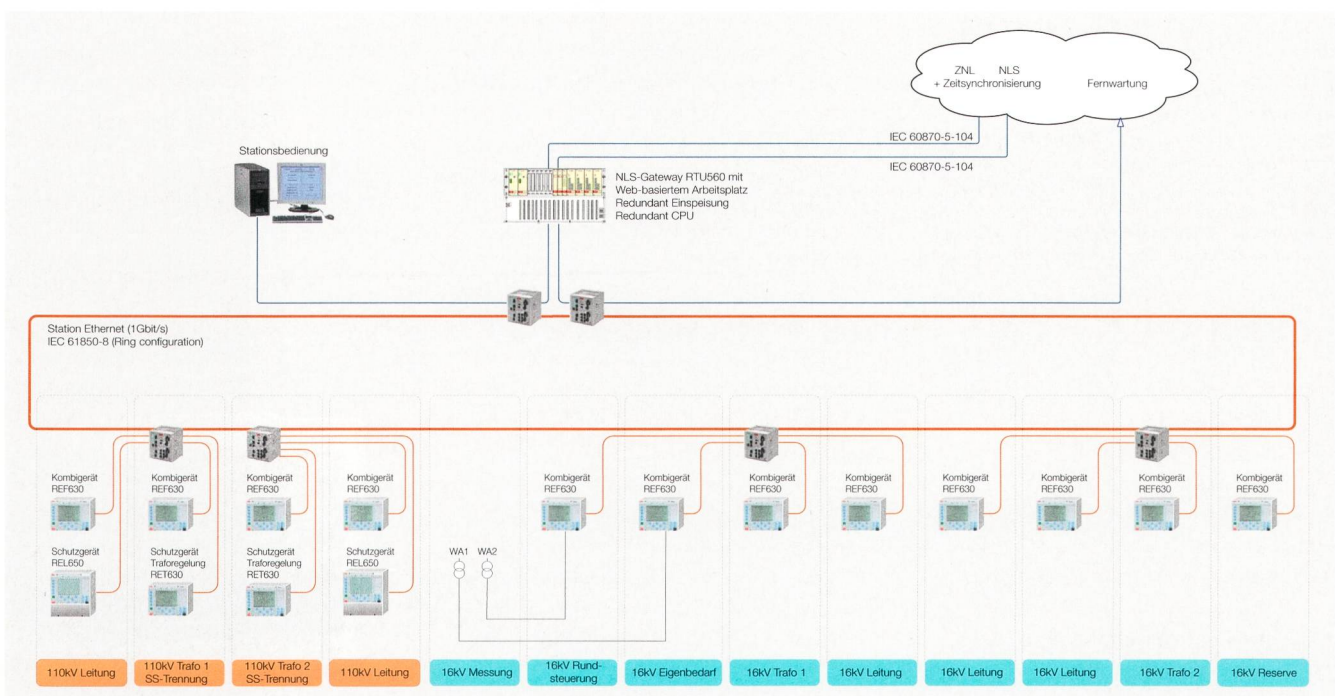 ZNL NLS
+ Zeitsynchronisierung
Fernwartung
IEC 60870-5-104
IEC 60870-5-104
Stationsbedienung
NLS-Gateway RTU560 mit
Web-basiertem Arbeitsplatz
Redundant Einspeisung
Redundant CPU
Station Ethernet (1Gbit/s)
IEC 61850-8 (Ring configuration)
Kombigerät
REF630
Kombigerät
REF630
Kombigerät
REF630
Kombigerät
REF630
Kombigerät
REF630
Kombigerät
REF630
Kombigerät
REF630
Kombigerät
REF630
Kombigerät
REF630
Kombigerät
REF630
Kombigerät
REF630
Kombigerät
REF630
Schutzgerät
REL650
Schutzgerät
Traforegelung
RET630
Schutzgerät
Traforegelung
RET630
Schutzgerät
REL650
WA1 WA2
110kV Leitung
110kV Trafo 1
SS-Trennung
110kV Trafo 2
SS-Trennung
110kV Leitung
16kV Messung
16kV Rund-
steuerung
16kV Eigenbedarf
16kV Trafo 1
16kV Leitung
16kV Leitung
16kV Leitung
16kV Trafo 2
16kV Reserve